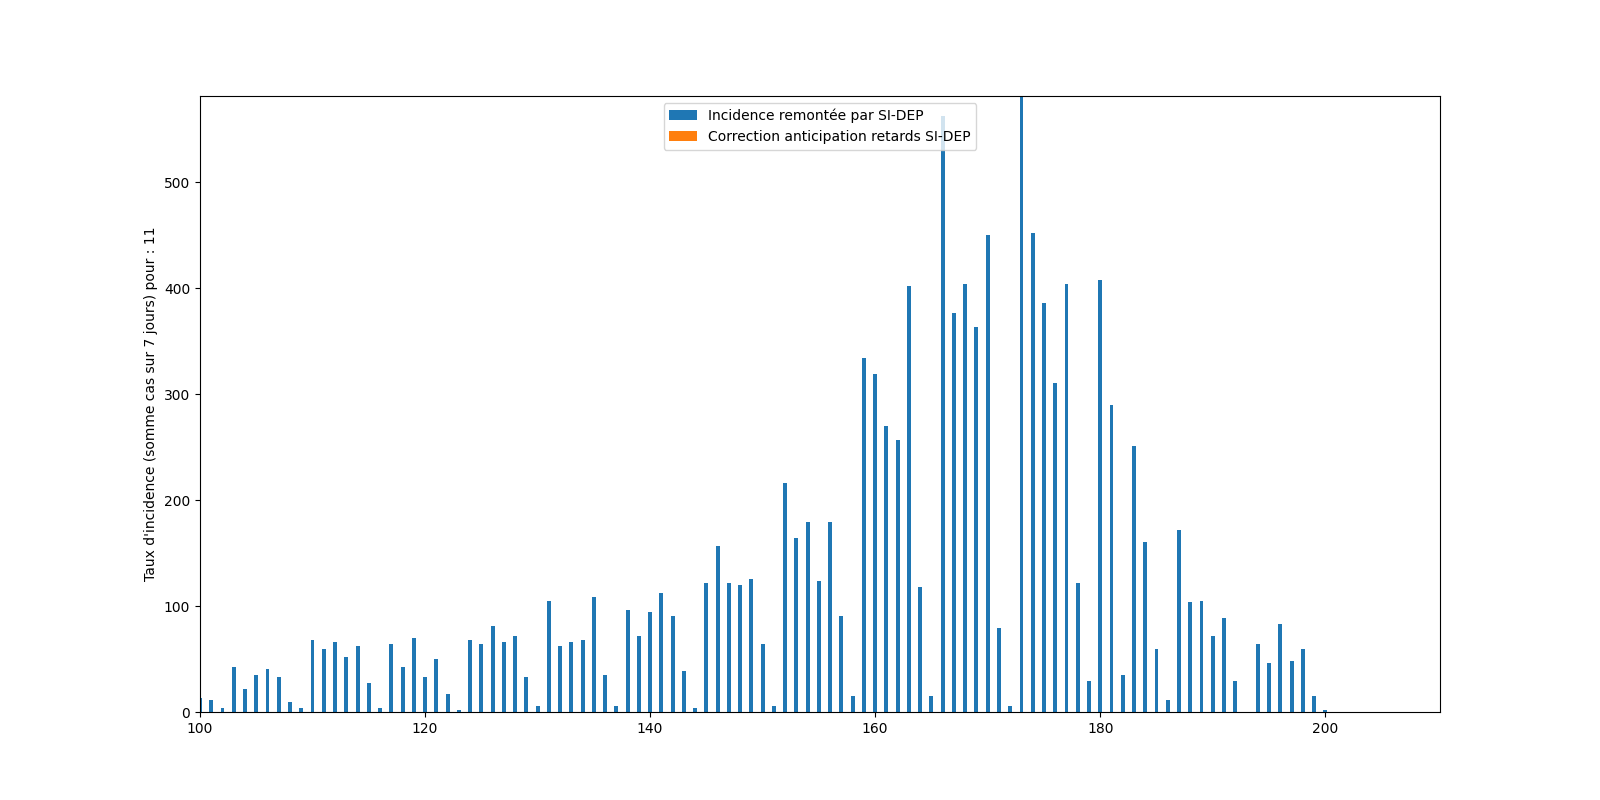 Incidence remontée par SI-DEP
Correction anticipation retards SI-DEP
Taux d'incidence (somme cas sur 7 jours) pour : 11
500
400
300
200
100
0
100 120 140 160 180 200